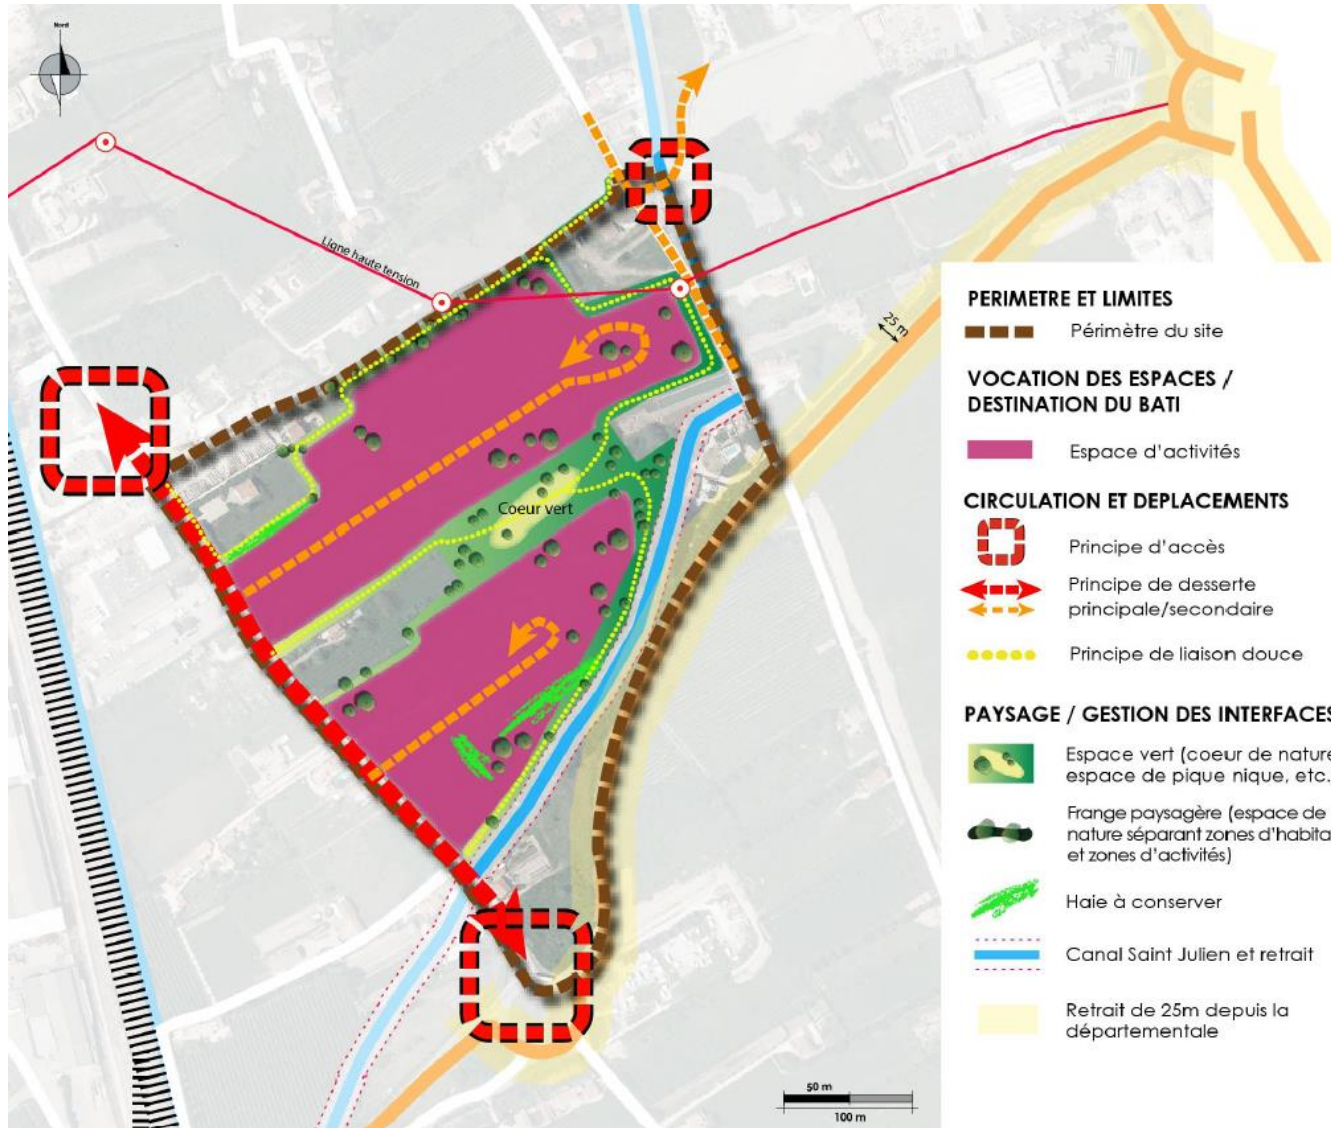 Nord
Ligne haute tension
25 m
Coeur vert
50 m
100 m
PERIMETRE ET LIMITES
Périmètre du site
VOCATION DES ESPACES /
DESTINATION DU BATI
Espace d'activités
CIRCULATION ET DEPLACEMENTS
Principe d'accès
Principe de desserte
principale/secondaire
Principe de liaison douce
PAYSAGE / GESTION DES INTERFACES
Espace vert (coeur de nature
espace de pique nique, etc.
Frange paysagère (espace de
nature séparant zones d'habita
et zones d'activités)
Haie à conserver
Canal Saint Julien et retrait
Retrait de 25m depuis la
départementale